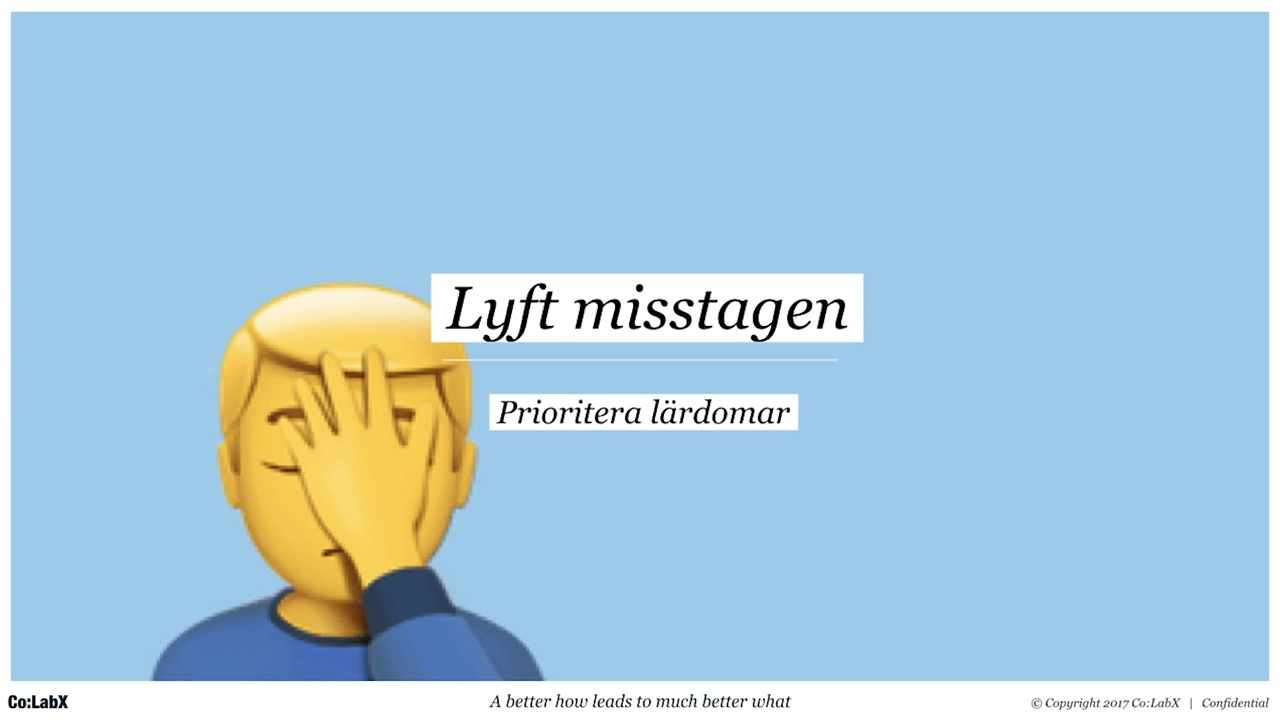 Lyft misstagen
Prioritera lärdomar
Co:LabX
A better how leads to much better what
© Copyright 2017 Co:LabX | Confidential